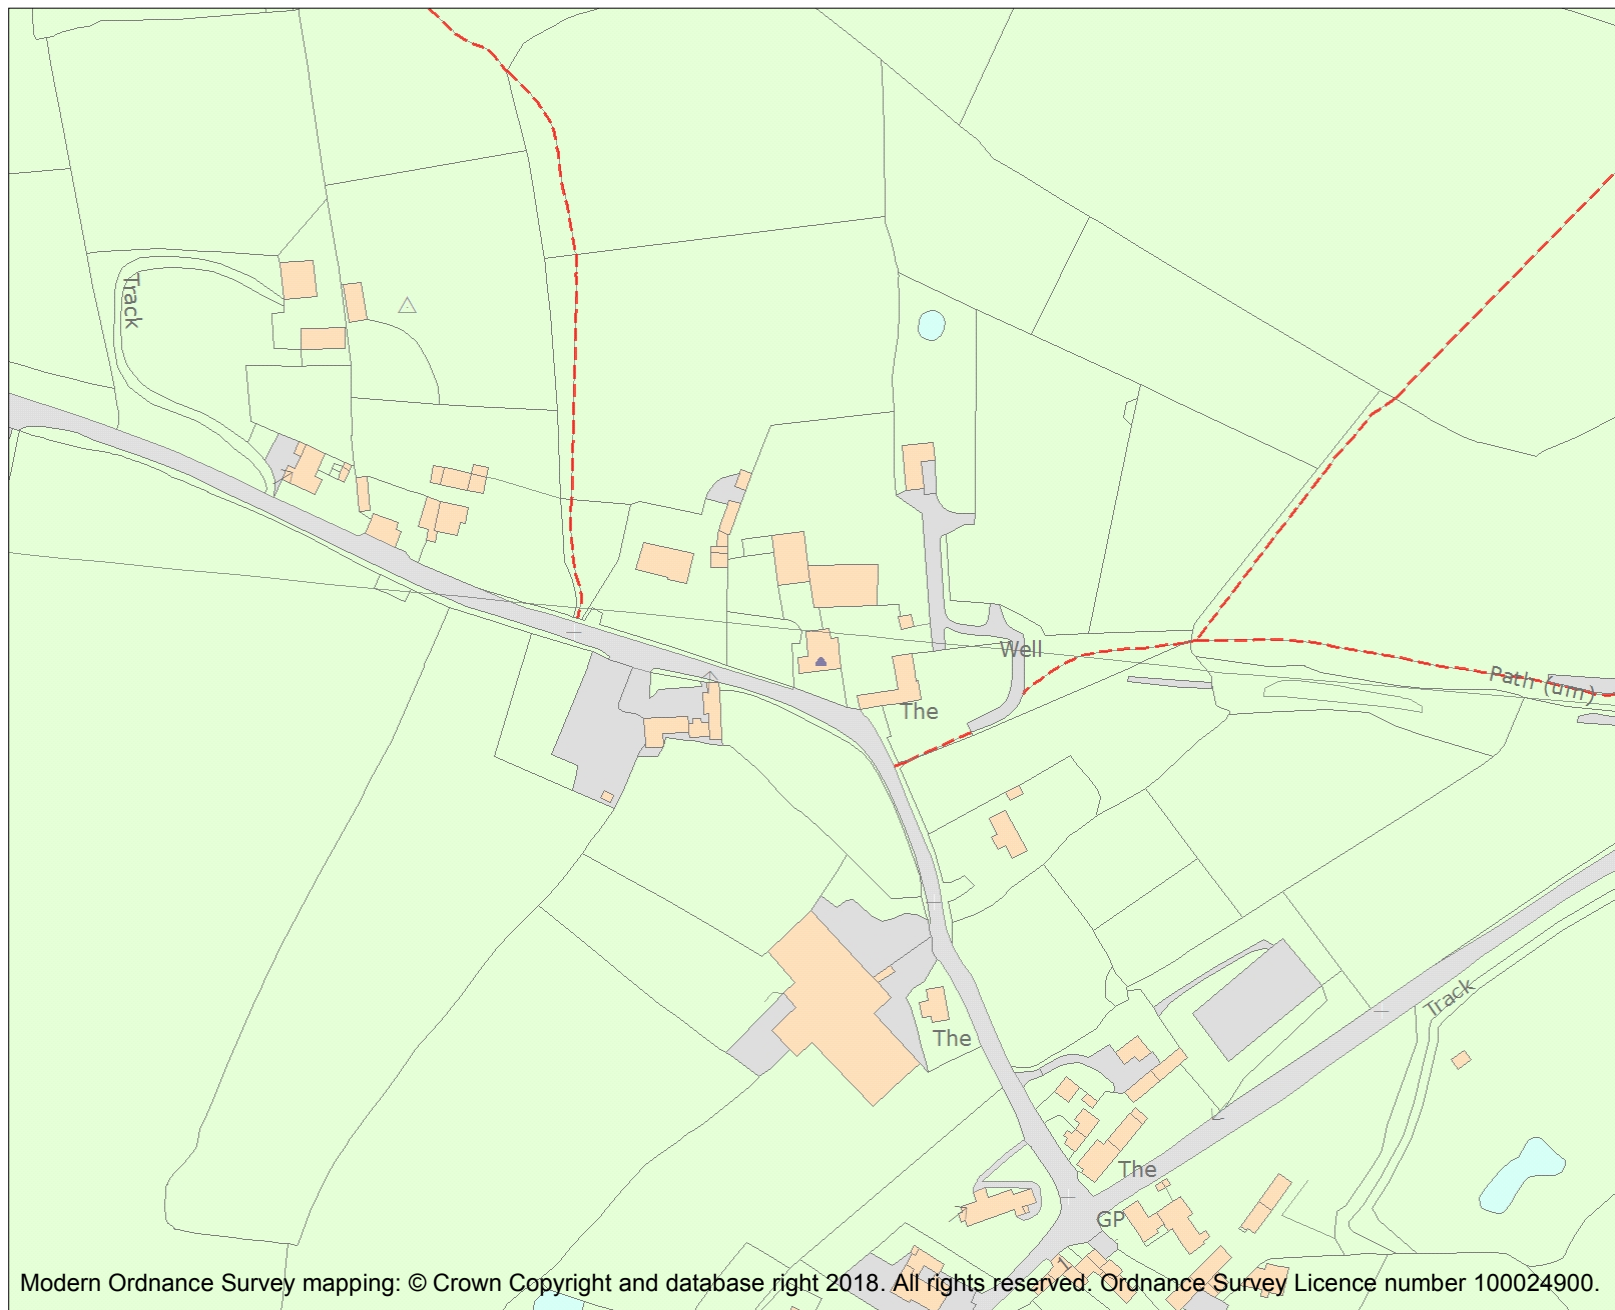 Track
Well
Path (um)
The
Track
The
The
GP
1
Modern Ordnance Survey mapping: © Crown Copyright and database right 2018. All rights reserved. Ordnance Survey Licence number 100024900.